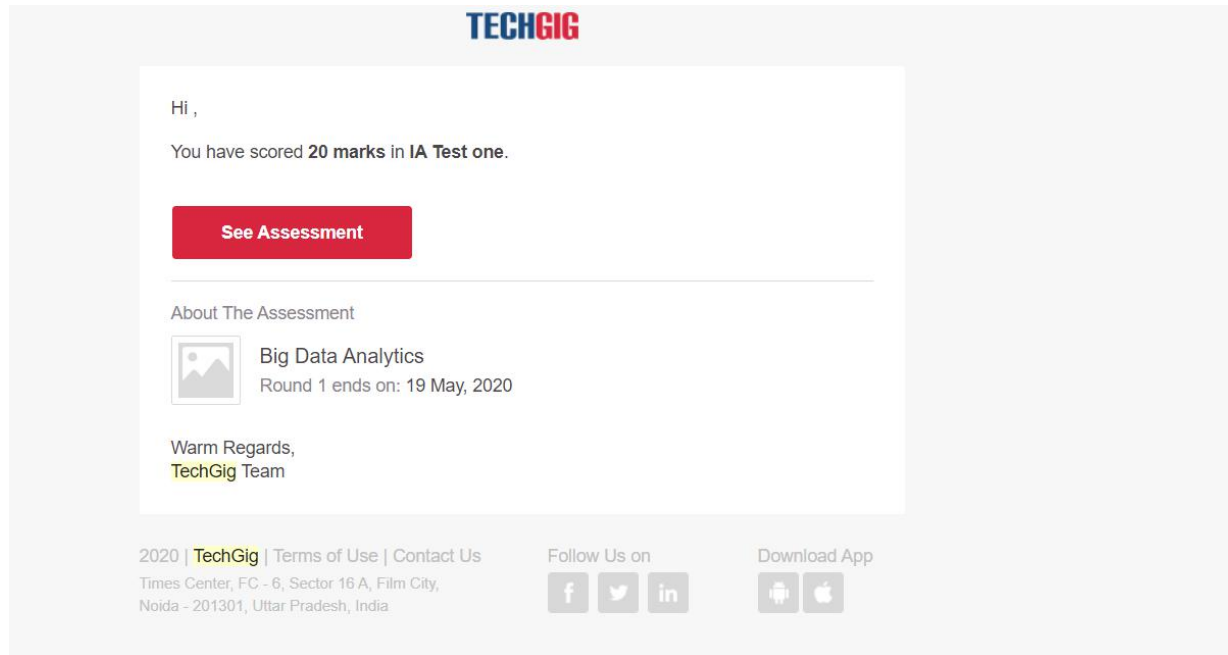 TECHGIG
Hi ,
You have scored 20 marks in IA Test one.
See Assessment
About The Assessment
Big Data Analytics
Round 1 ends on: 19 May, 2020
Warm Regards,
TechGig Team
2020 | TechGig | Terms of Use | Contact Us
Times Center, FC - 6, Sector 16 A, Film City,
Noida - 201301, Uttar Pradesh, India
Follow Us on
f in
Download App